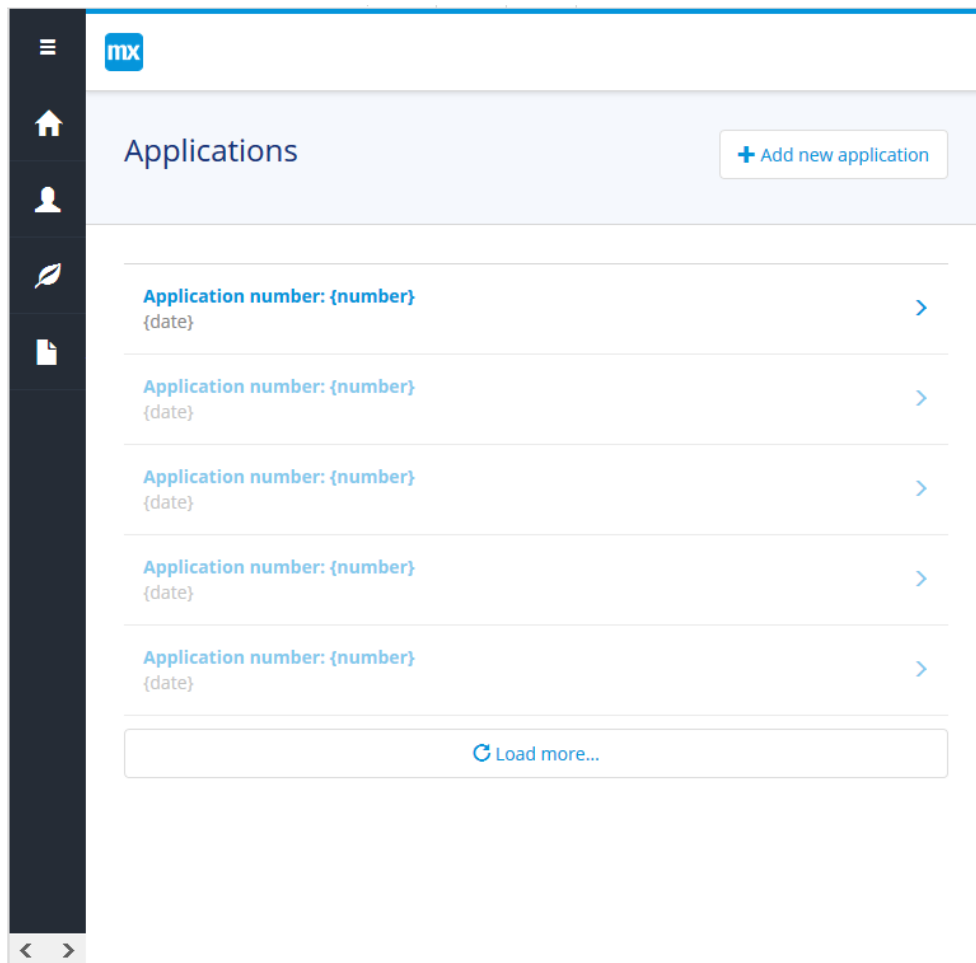 mx
Applications
Add new application
Application number: {number}
{date}
Application number: {number}
{date}
Application number: {number}
{date}
Application number: {number}
{date}
Application number: {number}
{date}
Load more...